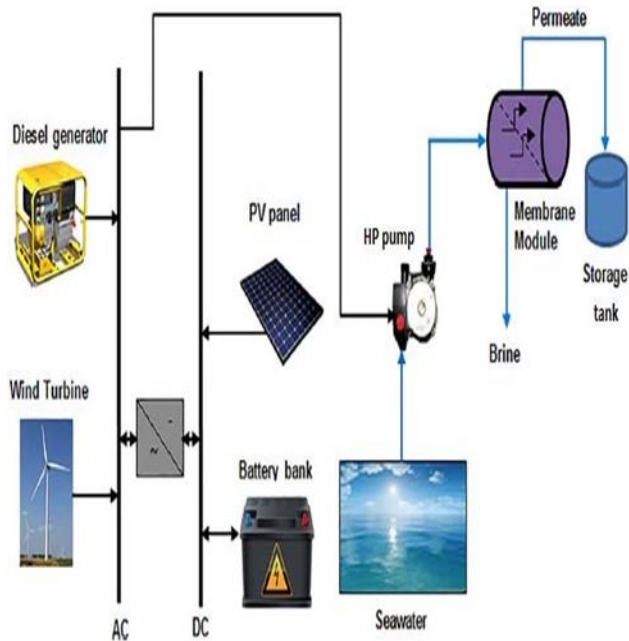 Permeate
Diesel generator
PV panel
HP pump
Membrane
Module
Storage
tank
Brine
Wind Turbine
Battery bank
Seawater
AC
DC